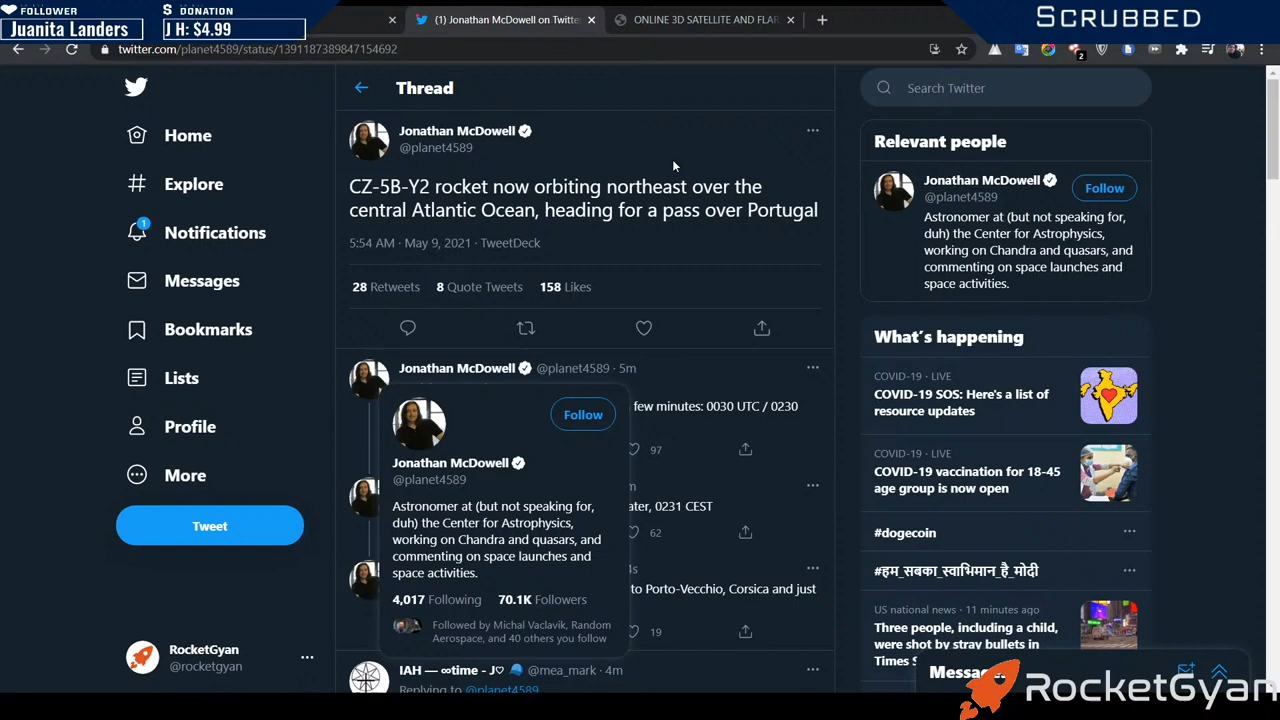 FOLLOWER
Juanita Landers
$ DONATION
J H: $4.99
SCRUBBED
(1) Jonathan McDowell on Twitte
ONLINE 3D SATELLITE AND FLAR
twitter.com/planet4589/status/1391187389847154692
2
Home
Explore
1
Notifications
Messages
Bookmarks
Lists
Profile
More
Tweet
RocketGyan
@rocketgyan
Thread
Jonathan McDowell
@planet4589
CZ-5B-Y2 rocket now orbiting northeast over the
central Atlantic Ocean, heading for a pass over Portugal
5:54 AM · May 9, 2021 · TweetDeck
28 Retweets 8 Quote Tweets 158 Likes
Jonathan McDowell @planet4589 · 5m
few minutes: 0030 UTC / 0230
97
ater, 0231 CEST
62
4s
to Porto-Vecchio, Corsica and just
19
Follow
Jonathan McDowell
@planet4589
Astronomer at (but not speaking for,
duh) the Center for Astrophysics,
working on Chandra and quasars, and
commenting on space launches and
space activities.
4,017 Following 70.1K Followers
Followed by Michal Vaclavik, Random
Aerospace, and 40 others you follow
IAH — ∞time - J♡ 🧢 @mea_mark · 4m
Replying to @planet4589
Search Twitter
Relevant people
Jonathan McDowell
@planet4589
Follow
Astronomer at (but not speaking for,
duh) the Center for Astrophysics,
working on Chandra and quasars, and
commenting on space launches and
space activities.
What's happening
COVID-19 · LIVE
COVID-19 SOS: Here's a list of
resource updates
COVID-19 · LIVE
COVID-19 vaccination for 18-45
age group is now open
#dogecoin
#हम_सबका_स्वाभिमान_है_मोदी
US national news · 11 minutes ago
Three people, including a child,
were shot by stray bullets in
Times S
Messag
RocketGyan